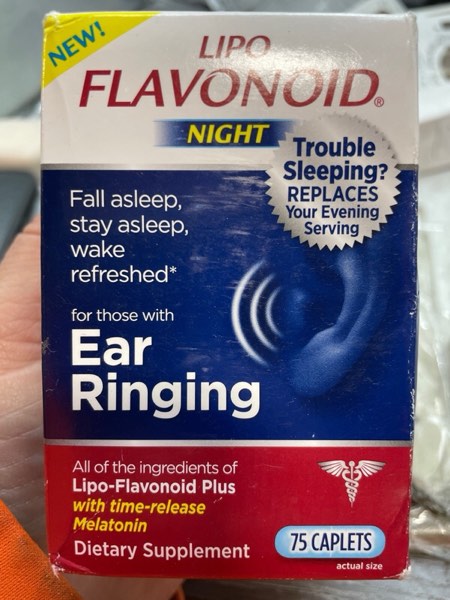 NEW!
LIPO
FLAVONOID®
NIGHT
Trouble
Sleeping?
REPLACES
Your Evening
Serving
Fall asleep,
stay asleep,
wake
refreshed*
for those with
Ear
Ringing
All of the ingredients of
Lipo-Flavonoid Plus
with time-release
Melatonin
Dietary Supplement
75 CAPLETS
actual size